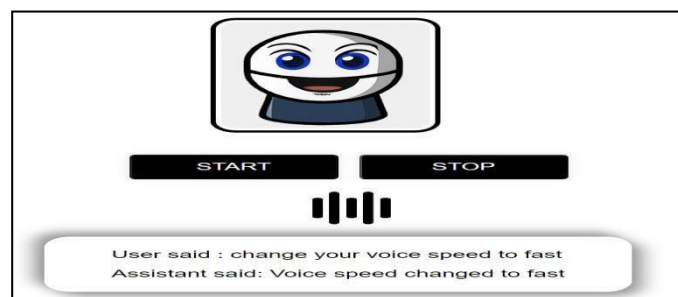 START
STOP
User said : change your voice speed to fast
Assistant said: Voice speed changed to fast